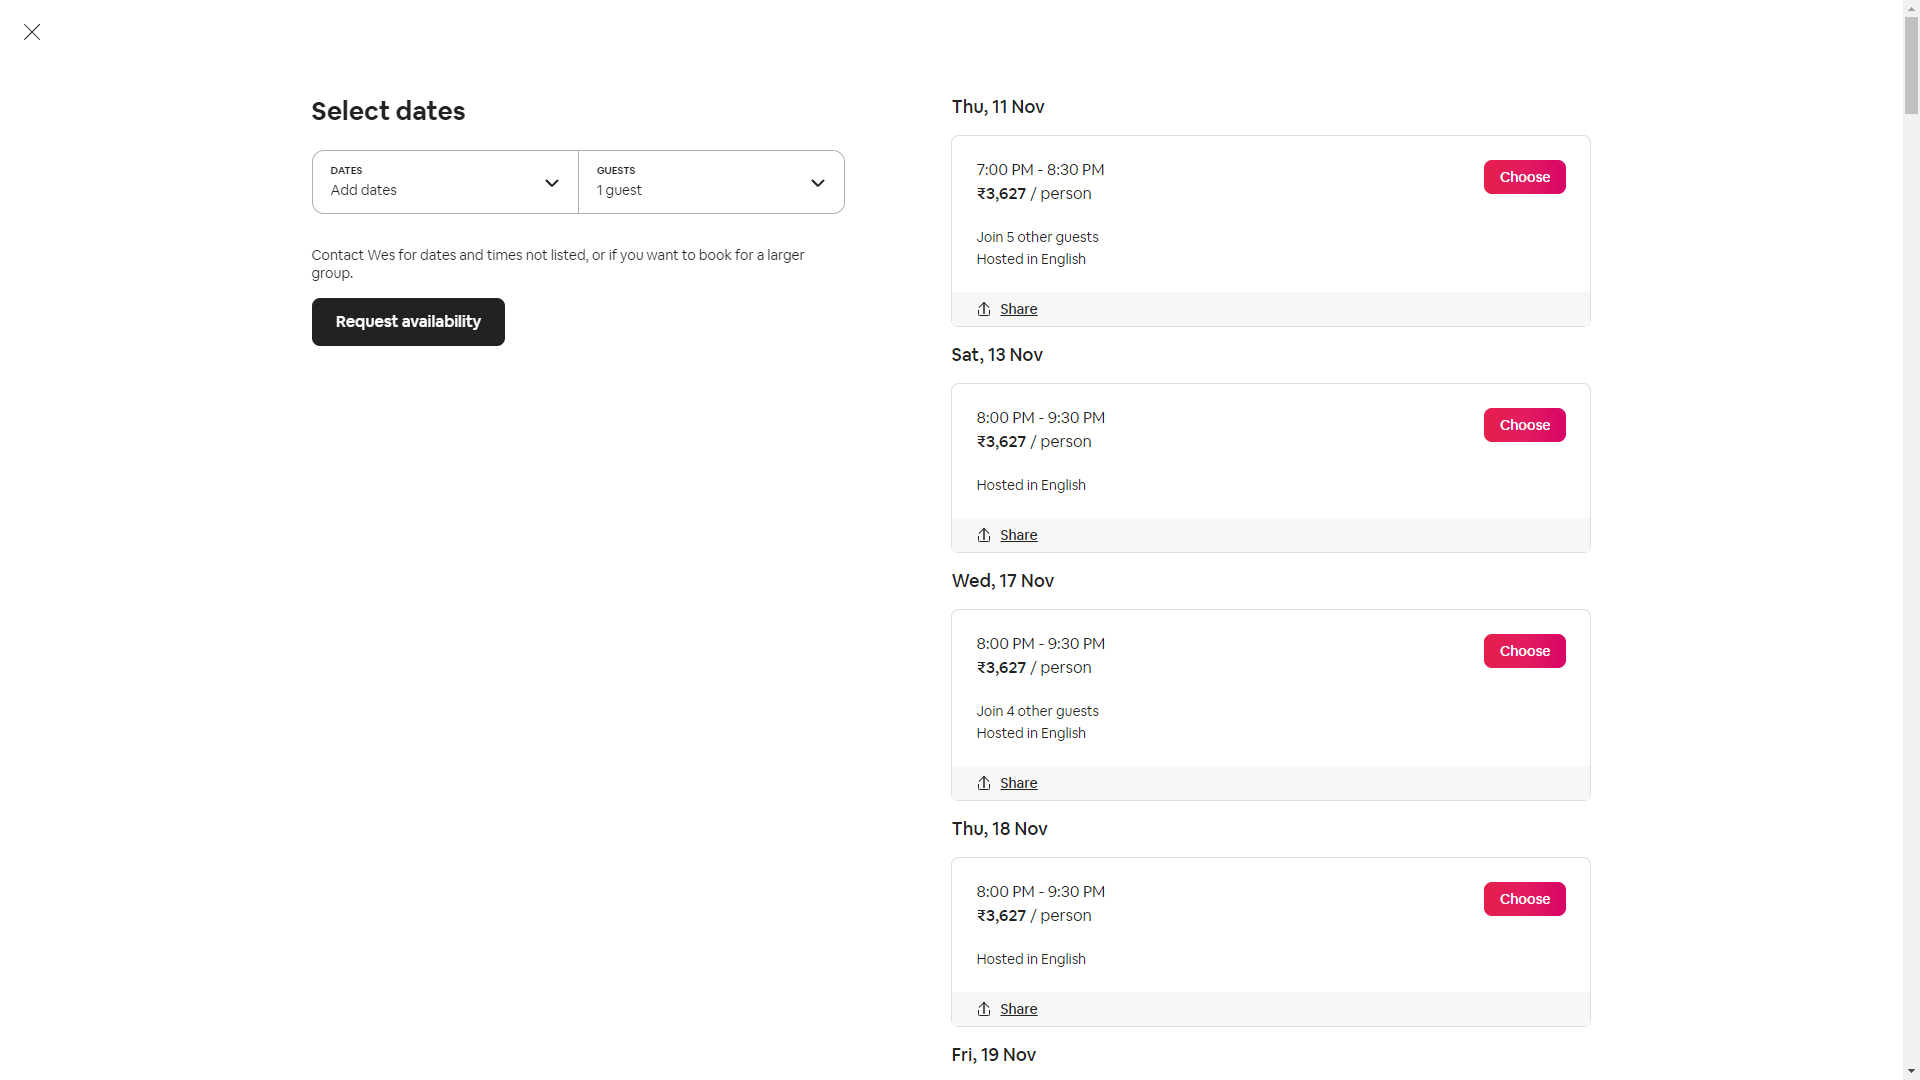 Select dates
DATES
Add dates
GUESTS
1 guest
Contact Wes for dates and times not listed, or if you want to book for a larger
group.
Request availability
Thu, 11 Nov
7:00 PM - 8:30 PM
₹3,627 / person
Choose
Join 5 other guests
Hosted in English
Share
Sat, 13 Nov
8:00 PM - 9:30 PM
₹3,627 / person
Choose
Hosted in English
Share
Wed, 17 Nov
8:00 PM - 9:30 PM
₹3,627 / person
Choose
Join 4 other guests
Hosted in English
Share
Thu, 18 Nov
8:00 PM - 9:30 PM
₹3,627 / person
Choose
Hosted in English
Share
Fri, 19 Nov